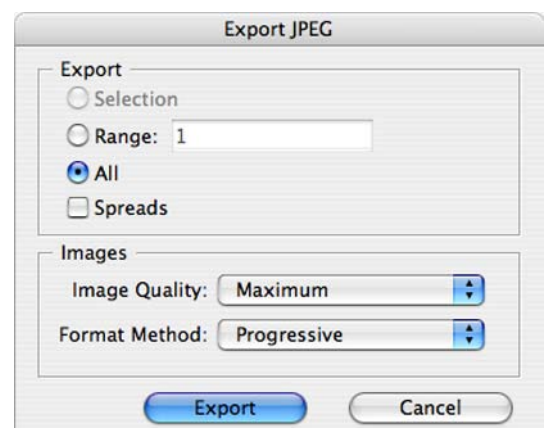 Export JPEG
Export
Selection
Range: 1
All
Spreads
Images
Image Quality: Maximum
Format Method: Progressive
Export Cancel